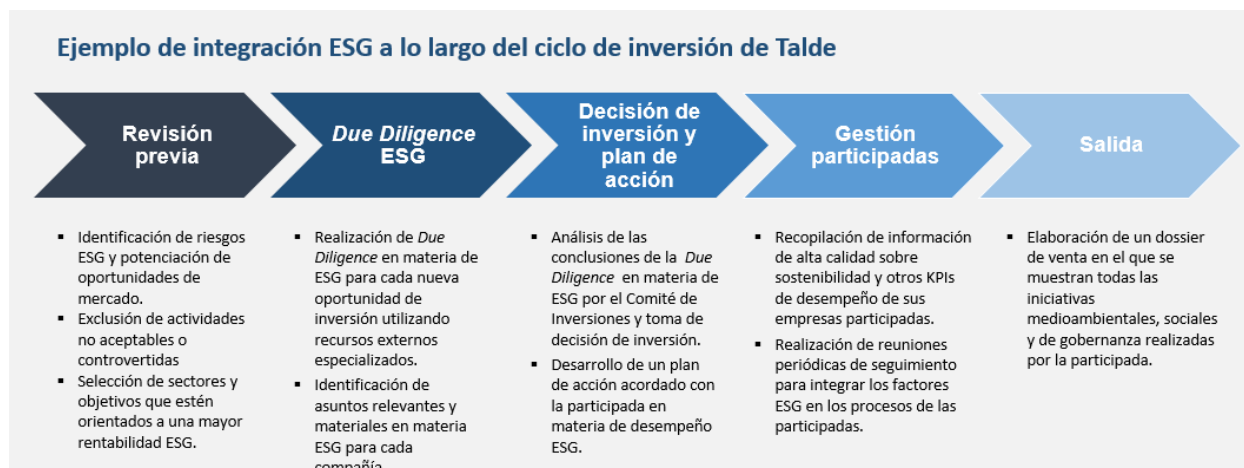 Ejemplo de integración ESG a lo largo del ciclo de inversión de Talde
Revisión
previa
Due Diligence
ESG
Decisión de
inversión y
plan de
acción
Gestión
participadas
Salida
▪ Identificación de riesgos
ESG y potenciación de
oportunidades de
mercado.
▪ Exclusión de actividades
no aceptables o
controvertidas
▪ Selección de sectores y
objetivos que estén
orientados a una mayor
rentabilidad ESG.
▪ Realización de Due
Diligence en materia de
ESG para cada nueva
oportunidad de
inversión utilizando
recursos externos
especializados.
▪ Identificación de
asuntos relevantes y
materiales en materia
ESG para cada
compañía
▪ Análisis de las
conclusiones de la Due
Diligence en materia de
ESG por el Comité de
Inversiones y toma de
decisión de inversión.
▪ Desarrollo de un plan
de acción acordado con
la participada en
materia de desempeño
ESG.
▪ Recopilación de información
de alta calidad sobre
sostenibilidad y otros KPIs
de desempeño de sus
empresas participadas.
▪ Realización de reuniones
periódicas de seguimiento
para integrar los factores
ESG en los procesos de las
participadas.
▪ Elaboración de un dossier
de venta en el que se
muestran todas las
iniciativas
medioambientales, sociales
y de gobernanza realizadas
por la participada.